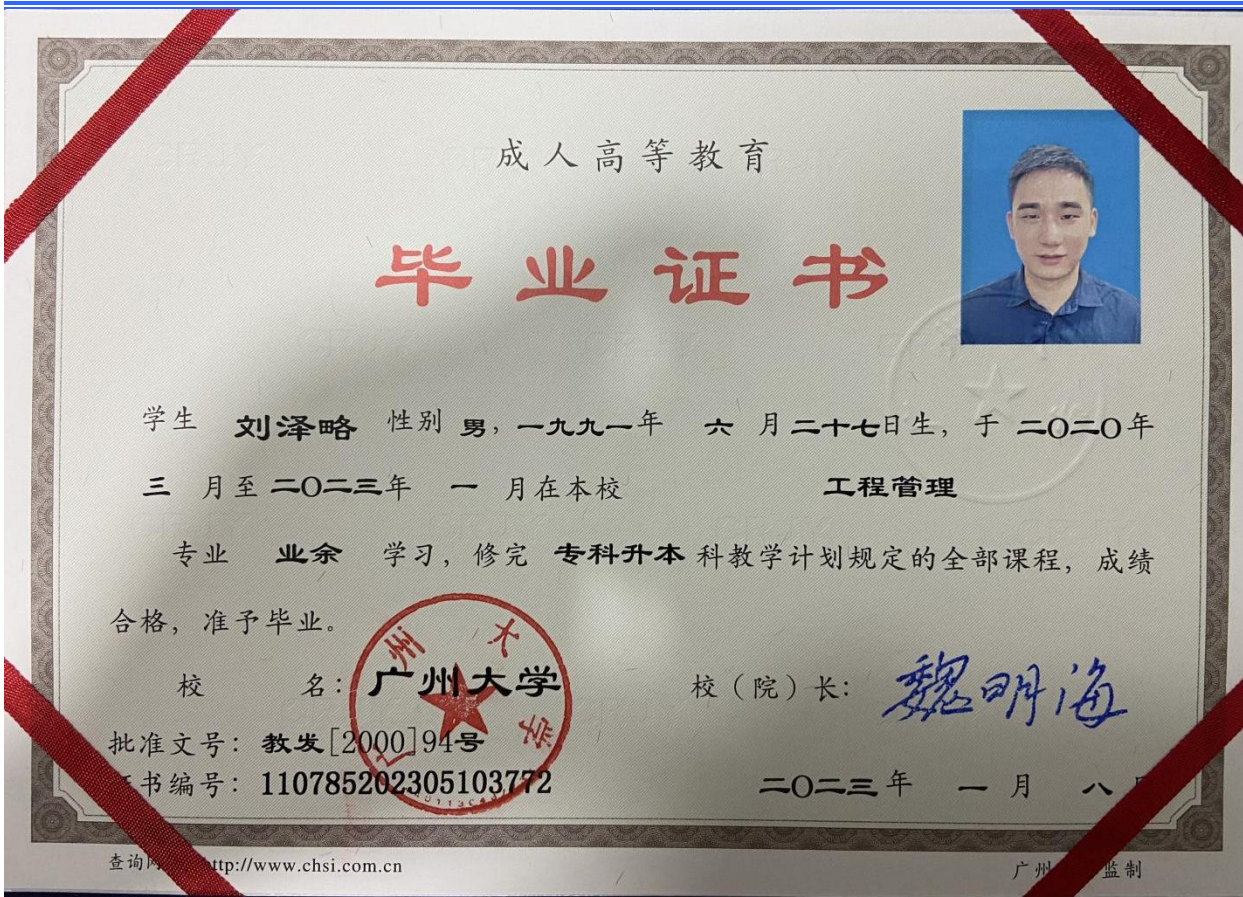 成人高等教育
毕业证书
学生 刘泽略 性别 男，一九九一年 六 月二十七日生，于 二〇二〇年
三 月至 二〇二三年 一 月在本校 工程管理
专业 业余 学习，修完 专科升本 科教学计划规定的全部课程，成绩
合格，准予毕业。
校 名：广州大学 校（院）长：魏明海
批准文号：教发[2000]94号
书编号：110785202305103772 二〇二三年 一 月 八
查询 ttp://www.chsi.com.cn 广州 监制
广州大学